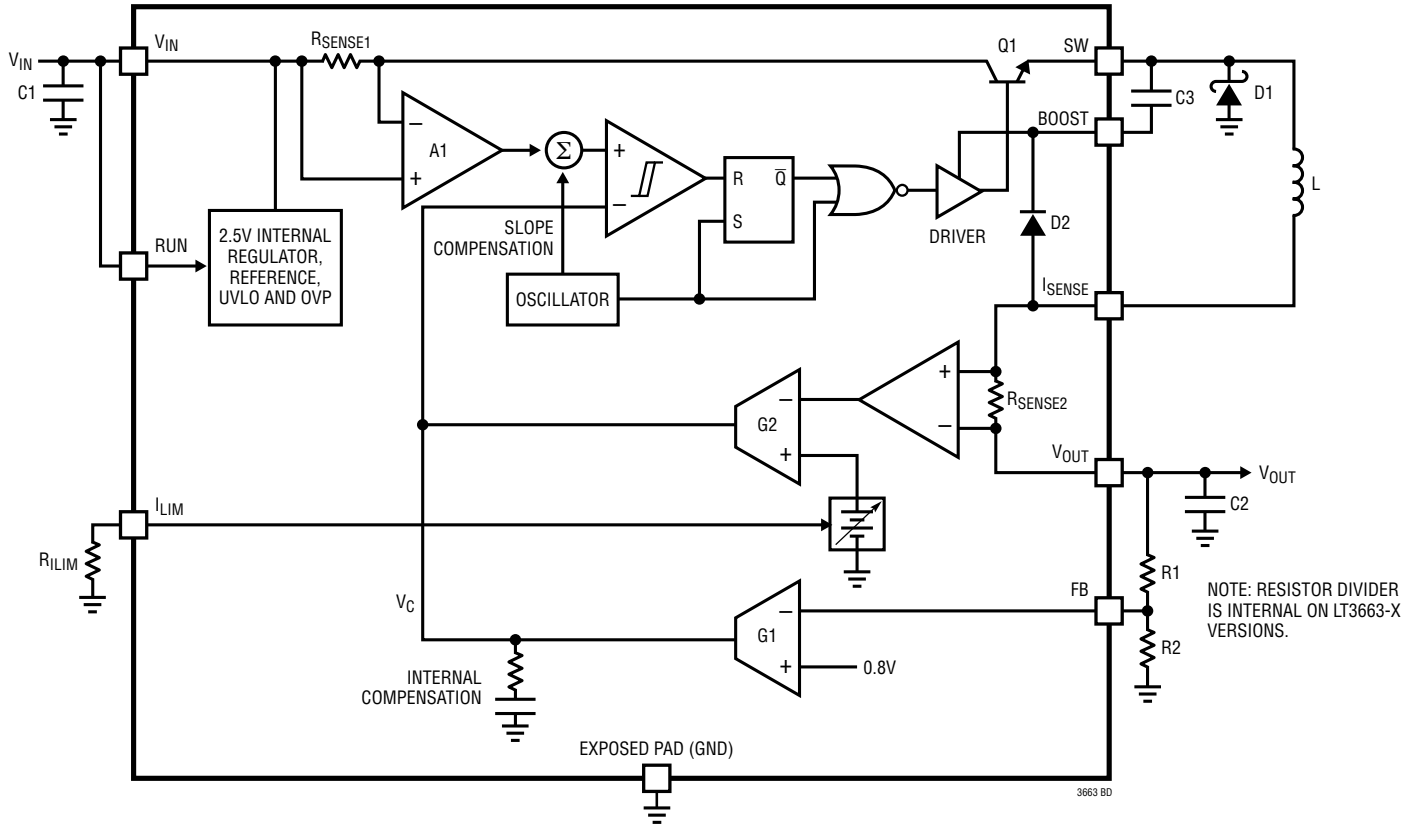 VIN
C1
VIN
RSENSE1
Q1
SW
C3
D1
BOOST
L
−
A1
+
Σ
+
−
R
Q̅
S
DRIVER
D2
ISENSE
RUN
2.5V INTERNAL
REGULATOR,
REFERENCE,
UVLO AND OVP
SLOPE
COMPENSATION
OSCILLATOR
+
−
RSENSE2
−
G2
+
VOUT
VOUT
C2
ILIM
RILIM
R1
FB
R2
NOTE: RESISTOR DIVIDER
IS INTERNAL ON LT3663-X
VERSIONS.
VC
−
G1
+
0.8V
INTERNAL
COMPENSATION
EXPOSED PAD (GND)
3663 BD